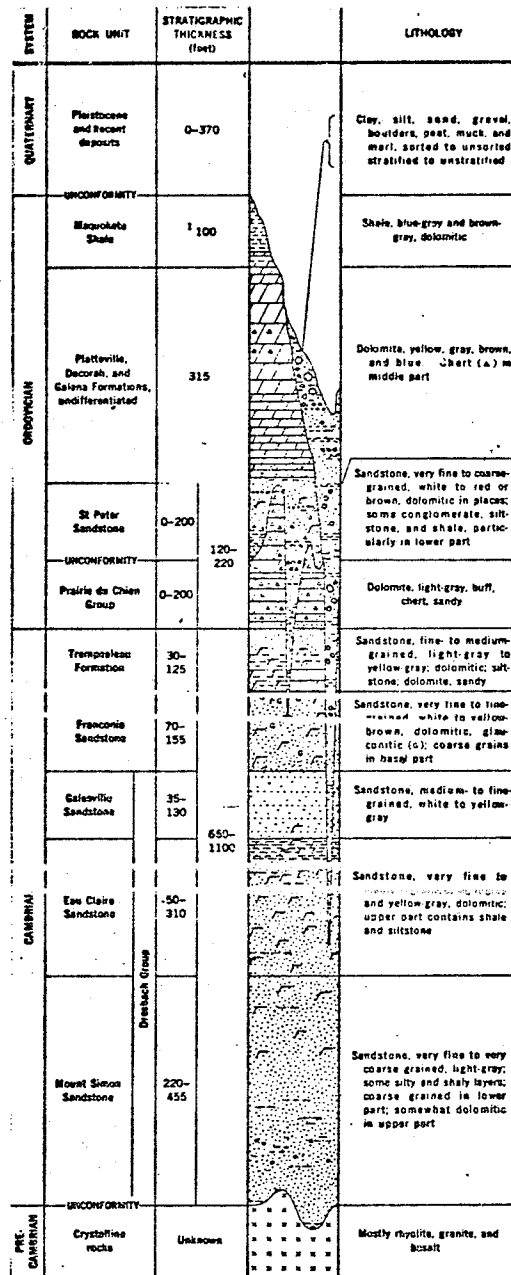 SYSTEM
ROCK UNIT
STRATIGRAPHIC
THICKNESS
(feet)
LITHOLOGY
QUATERNARY
Pleistocene
and Recent
deposits
0–370
Clay, silt, sand, gravel,
boulders, peat, muck, and
marl, sorted to unsorted
stratified to unstratified
UNCONFORMITY
ORDOVICIAN
Maquoketa
Shale
100
Shale, blue-gray and brown-
gray, dolomitic
Platteville,
Decorah, and
Galena Formations,
undifferentiated
315
Dolomite, yellow, gray, brown,
and blue. Chert (▵) in
middle part
St Peter
Sandstone
0–200
120–
220
Sandstone, very fine to coarse-
grained, white to red or
brown, dolomitic in places;
some conglomerate, silt-
stone, and shale, partic-
ularly in lower part
UNCONFORMITY
Prairie du Chien
Group
0–200
Dolomite, light-gray, buff,
chert, sandy
CAMBRIAN
Trempealeau
Formation
30–
125
Sandstone, fine- to medium-
grained, light-gray to
yellow-gray; dolomitic; silt-
stone; dolomite, sandy
Franconia
Sandstone
70–
155
Sandstone, very fine to fine-
grained, white to yellow-
brown, dolomitic, glau-
conitic (G); coarse grains
in basal part
Dresbach Group
Galesville
Sandstone
35–
130
650–
1100
Sandstone, medium- to fine-
grained, white to yellow-
gray
Eau Claire
Sandstone
-50–
310
Sandstone, very fine to
and yellow-gray, dolomitic;
upper part contains shale
and siltstone
Mount Simon
Sandstone
220–
455
Sandstone, very fine to very
coarse grained, light-gray;
some silty and shaly layers;
coarse grained in lower
part; somewhat dolomitic
in upper part
UNCONFORMITY
PRE-
CAMBRIAN
Crystalline
rocks
Unknown
Mostly rhyolite, granite, and
basalt